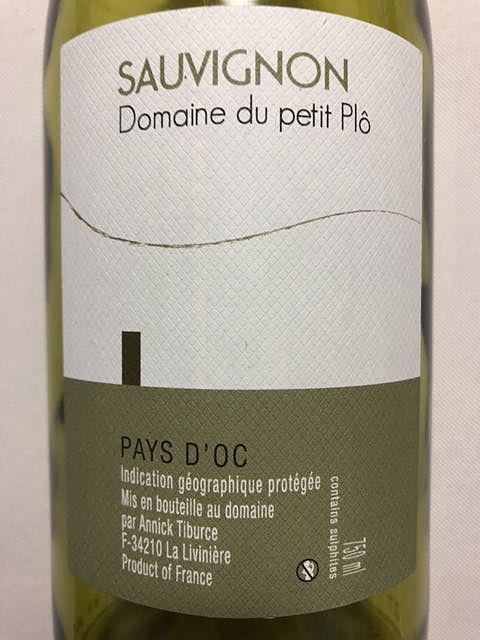 SAUVIGNON
Domaine du petit Plô
PAYS D'OC
Indication géographique protégée
Mis en bouteille au domaine
par Annick Tiburce
F-34210 La Livinière
Product of France
contains sulphites
750 ml